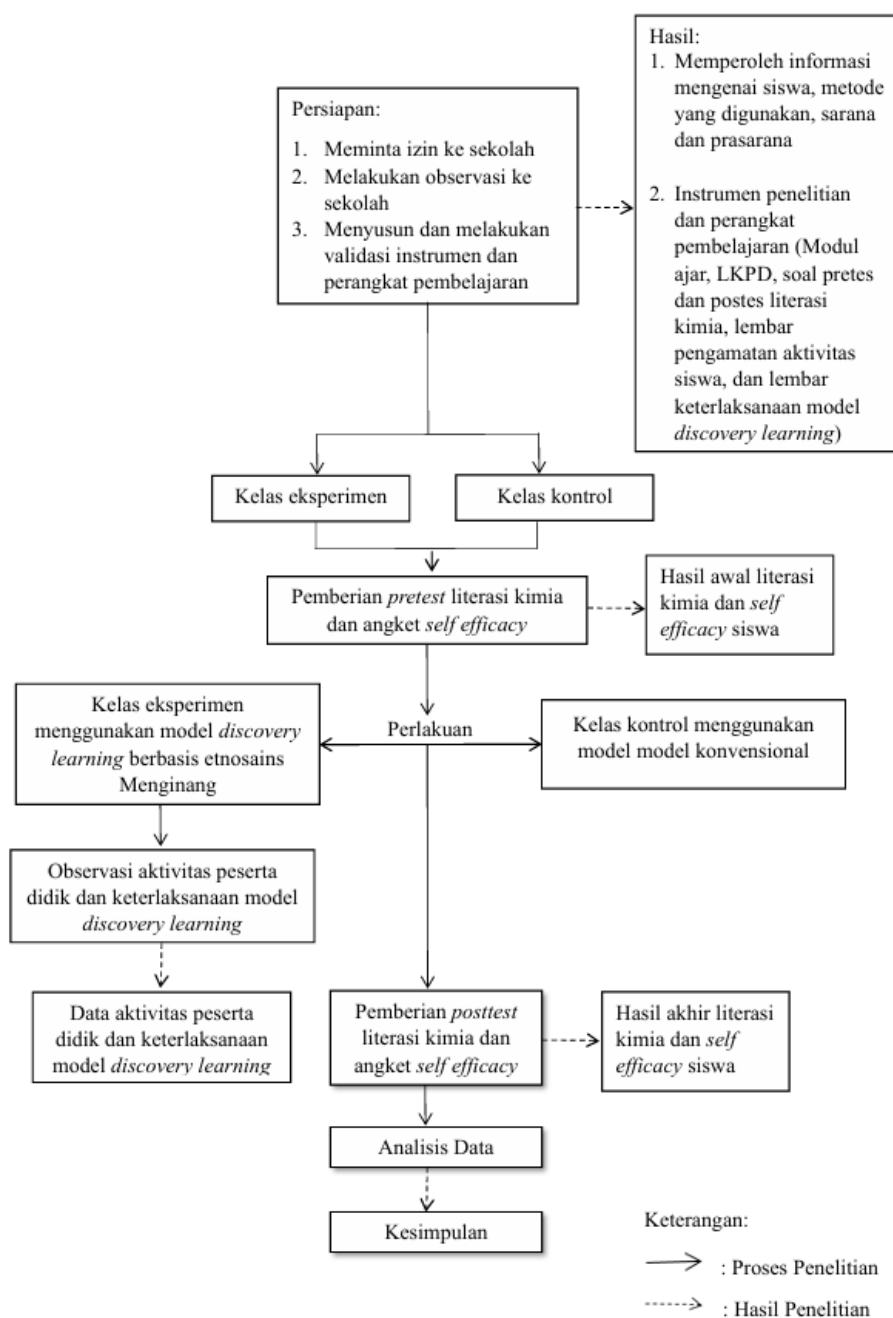 Hasil:
1. Memperoleh informasi
mengenai siswa, metode
yang digunakan, sarana
dan prasarana
2. Instrumen penelitian
dan perangkat
pembelajaran (Modul
ajar, LKPD, soal pretes
dan postes literasi
kimia, lembar
pengamatan aktivitas
siswa, dan lembar
keterlaksanaan model
discovery learning)
Persiapan:
1. Meminta izin ke sekolah
2. Melakukan observasi ke
sekolah
3. Menyusun dan melakukan
validasi instrumen dan
perangkat pembelajaran
Kelas eksperimen
Kelas kontrol
Pemberian pretest literasi kimia
dan angket self efficacy
Hasil awal literasi
kimia dan self
efficacy siswa
Kelas eksperimen
menggunakan model discovery
learning berbasis etnosains
Menginang
Perlakuan
Kelas kontrol menggunakan
model model konvensional
Observasi aktivitas peserta
didik dan keterlaksanaan model
discovery learning
Data aktivitas peserta
didik dan keterlaksanaan
model discovery learning
Pemberian posttest
literasi kimia dan
angket self efficacy
Hasil akhir literasi
kimia dan self
efficacy siswa
Analisis Data
Kesimpulan
Keterangan:
: Proses Penelitian
: Hasil Penelitian